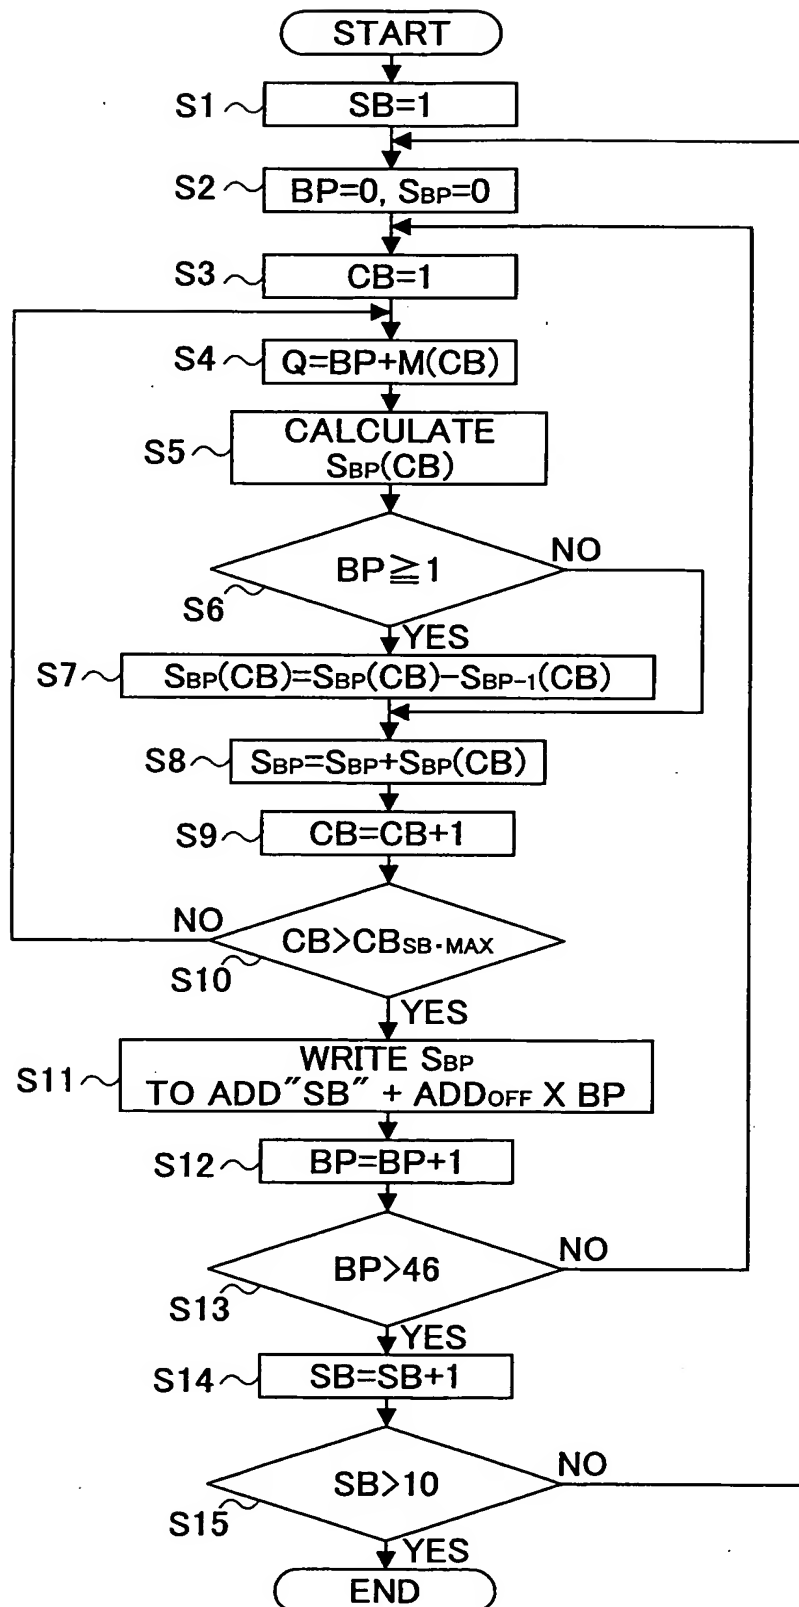 START
S1
SB=1
S2
BP=0, SBP=0
S3
CB=1
S4
Q=BP+M(CB)
S5
CALCULATE
SBP(CB)
BP≧1
NO
S6
YES
S7
SBP(CB)=SBP(CB)-SBP-1(CB)
S8
SBP=SBP+SBP(CB)
S9
CB=CB+1
NO
CB>CBSB·MAX
S10
YES
S11
WRITE SBP
TO ADD"SB" + ADDOFF X BP
S12
BP=BP+1
BP>46
NO
S13
YES
S14
SB=SB+1
SB>10
NO
S15
YES
END